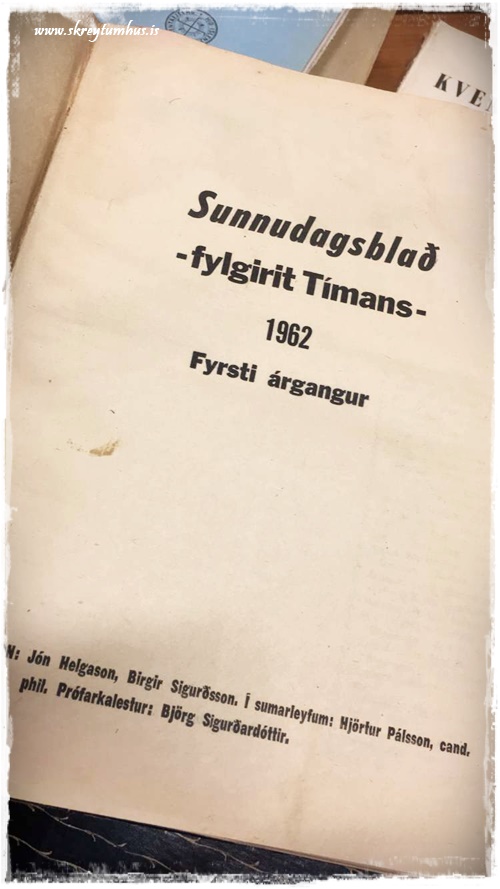 www.skreytumhus.is
KVE
Sunnudagsblað
-fylgirit Tímans-
1962
Fyrsti árgangur
N: Jón Helgason, Birgir Sigurðsson. Í sumarleyfum: Hjörtur Pálsson, cand.
phil. Prófarkalestur: Björg Sigurðardóttir.